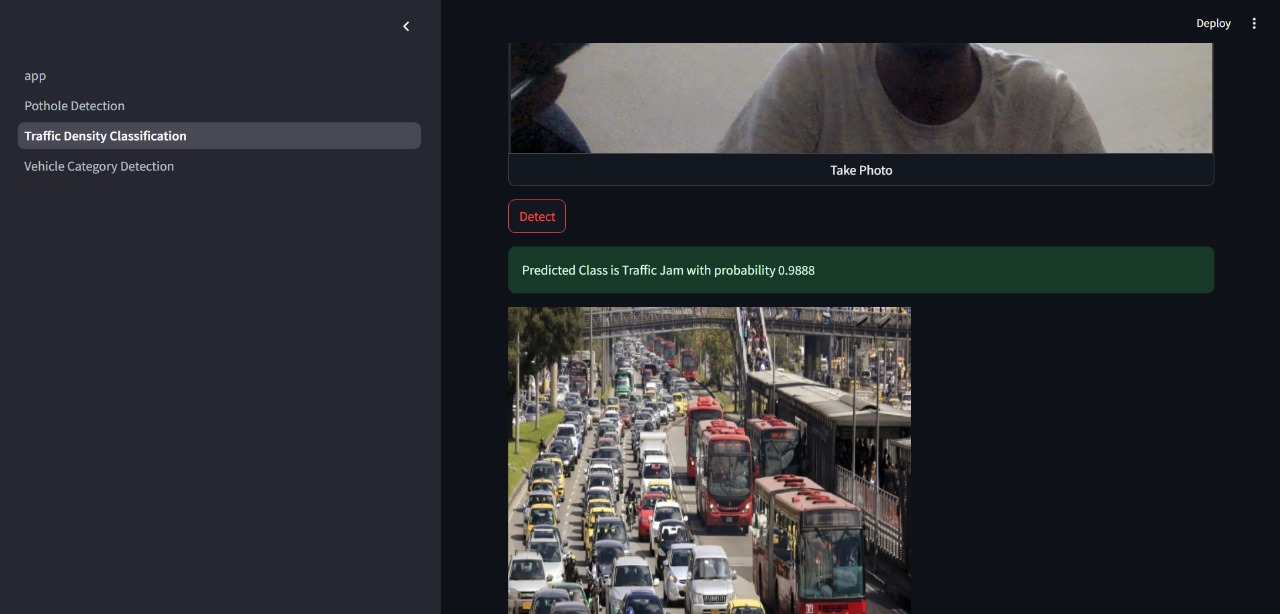 Deploy
app
Pothole Detection
Traffic Density Classification
Vehicle Category Detection
Take Photo
Detect
Predicted Class is Traffic Jam with probability 0.9888